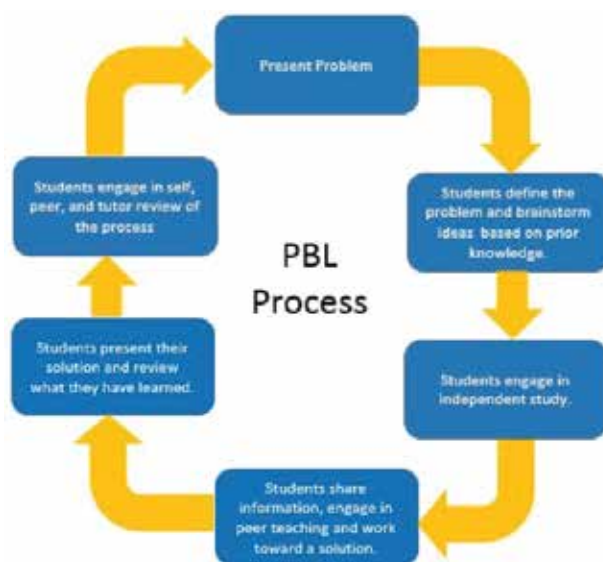 Present Problem
Students define the
problem and brainstorm
ideas based on prior
knowledge.
Students engage in
independent study.
Students share
information, engage in
peer teaching and work
toward a solution.
Students present their
solution and review
what they have learned.
Students engage in self,
peer, and tutor review of
the process
PBL
Process